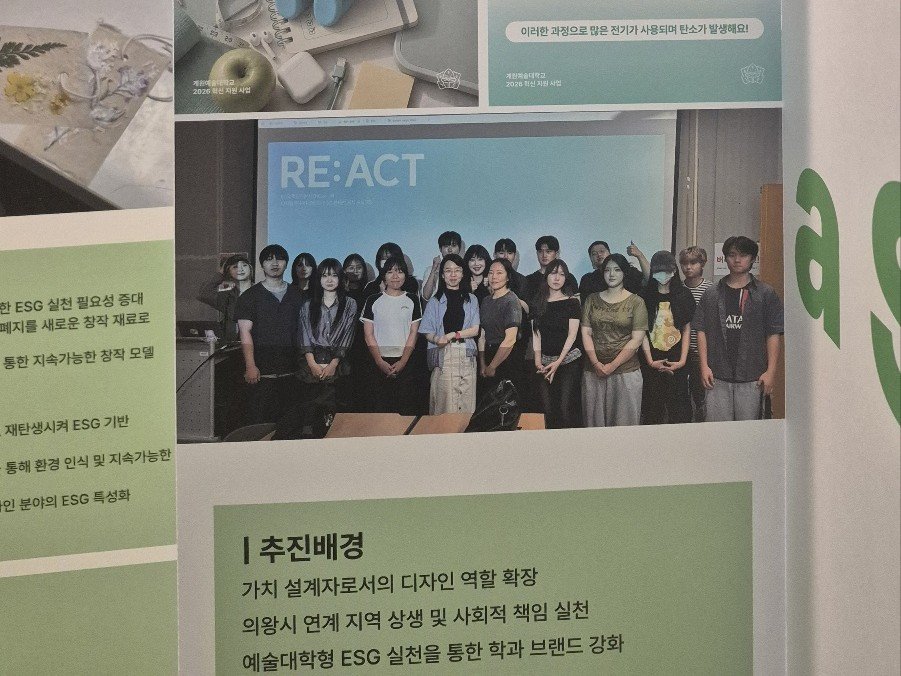 이러한 과정으로 많은 전기가 사용되며 탄소가 발생해요!
계원예술대학교
2026 혁신 지원 사업
계원예술대학교
2026 혁신 지원 사업
RE:ACT
한 ESG 실천 필요성 증대
폐지를 새로운 창작 재료로
통한 지속가능한 창작 모델
재탄생시켜 ESG 기반
통해 환경 인식 및 지속가능한
인 분야의 ESG 특성화
| 추진배경
가치 설계자로서의 디자인 역할 확장
의왕시 연계 지역 상생 및 사회적 책임 실천
예술대학형 ESG 실천을 통한 학과 브랜드 강화
a